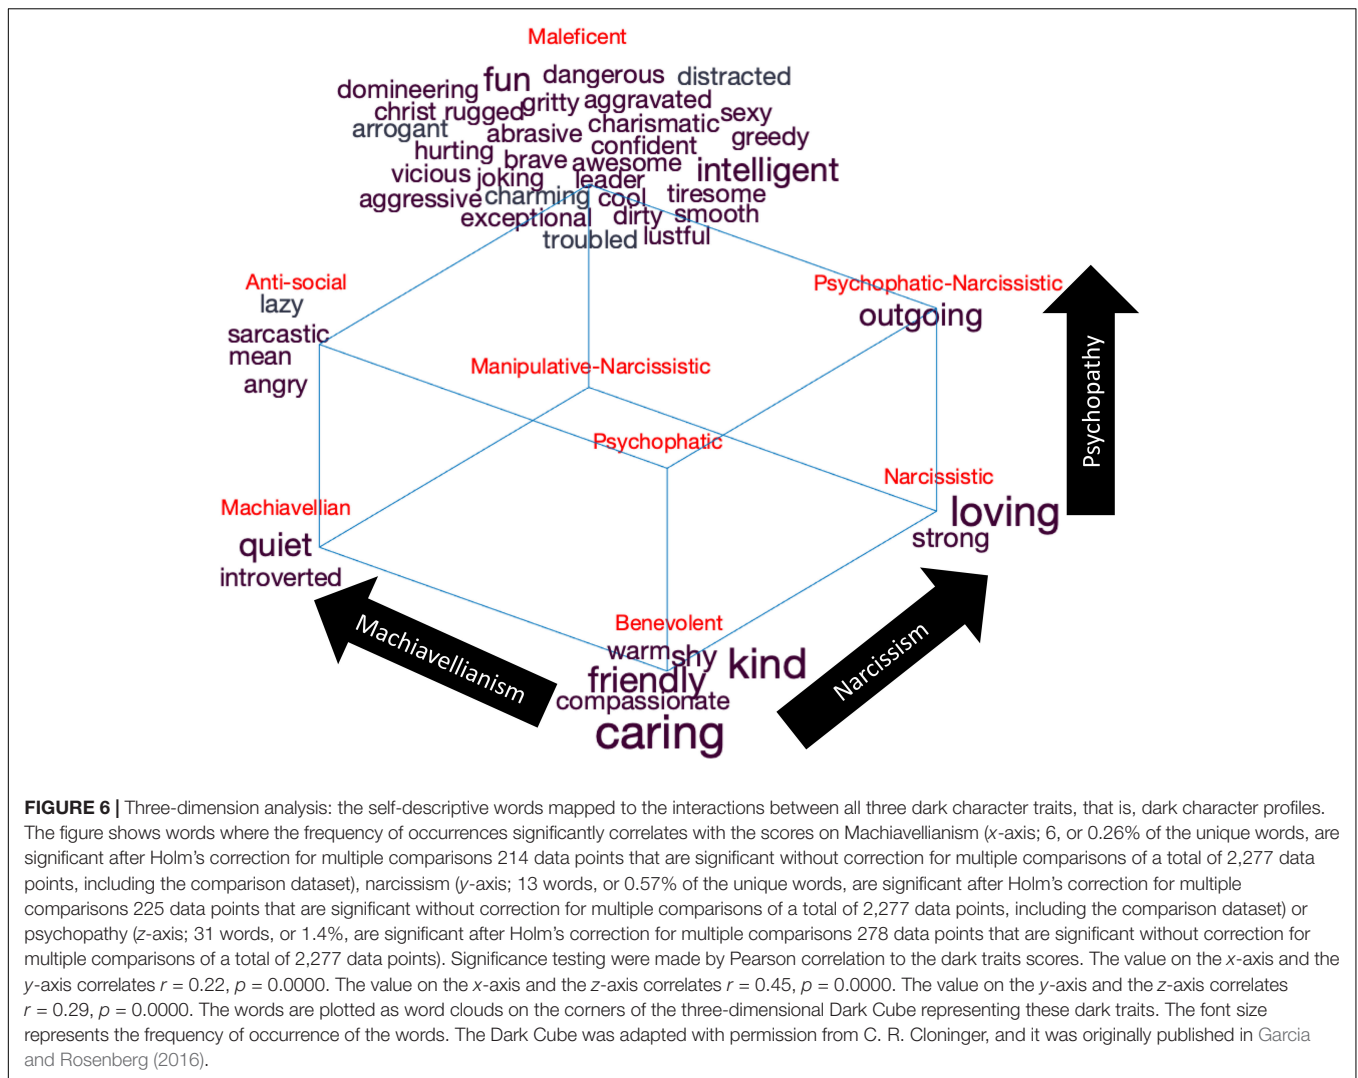 Maleficent
domineering fun dangerous distracted
christ rugged gritty aggravated sexy
arrogant abrasive charismatic greedy
hurting brave awesome confident intelligent
vicious joking leader tiresome
aggressive charming cool smooth
exceptional dirty lustful
troubled
Anti-social
lazy
sarcastic
mean
angry
Psychophatic-Narcissistic
outgoing
Psychopathy
Manipulative-Narcissistic
Psychophatic
Narcissistic
loving
strong
Machiavellian
quiet
introverted
Machiavellianism
Benevolent
warm shy kind
friendly
compassionate
caring
Narcissism
FIGURE 6 | Three-dimension analysis: the self-descriptive words mapped to the interactions between all three dark character traits, that is, dark character profiles.
The figure shows words where the frequency of occurrences significantly correlates with the scores on Machiavellianism (x-axis; 6, or 0.26% of the unique words, are
significant after Holm's correction for multiple comparisons 214 data points that are significant without correction for multiple comparisons of a total of 2,277 data
points, including the comparison dataset), narcissism (y-axis; 13 words, or 0.57% of the unique words, are significant after Holm's correction for multiple
comparisons 225 data points that are significant without correction for multiple comparisons of a total of 2,277 data points, including the comparison dataset) or
psychopathy (z-axis; 31 words, or 1.4%, are significant after Holm's correction for multiple comparisons 278 data points that are significant without correction for
multiple comparisons of a total of 2,277 data points). Significance testing were made by Pearson correlation to the dark traits scores. The value on the x-axis and the
y-axis correlates r = 0.22, p = 0.0000. The value on the x-axis and the z-axis correlates r = 0.45, p = 0.0000. The value on the y-axis and the z-axis correlates
r = 0.29, p = 0.0000. The words are plotted as word clouds on the corners of the three-dimensional Dark Cube representing these dark traits. The font size
represents the frequency of occurrence of the words. The Dark Cube was adapted with permission from C. R. Cloninger, and it was originally published in Garcia
and Rosenberg (2016).